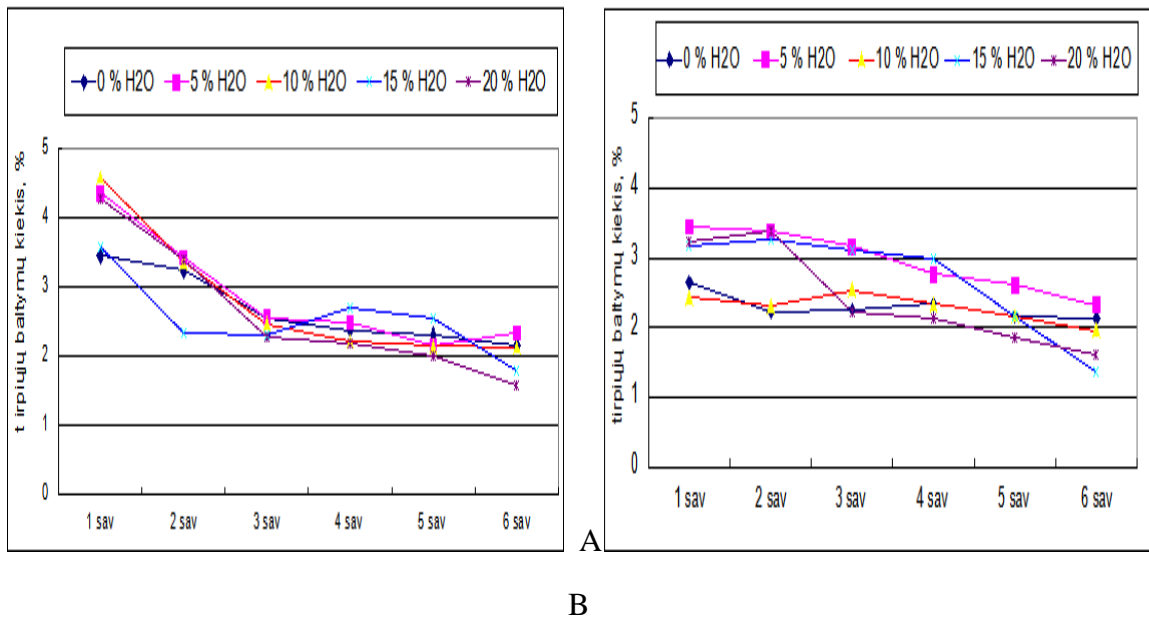 0 % H2O 5 % H2O 10 % H2O 15 % H2O 20 % H2O
t irpiųjų baltymų kiekis, %
5
4
3
2
1
0
1 sav 2 sav 3 sav 4 sav 5 sav 6 sav
A
0 % H2O 5 % H2O 10 % H2O 15 % H2O 20 % H2O
tirpiųjų baltymų kiekis, %
5
4
3
2
1
0
1 sav 2 sav 3 sav 4 sav 5 sav 6 sav
B